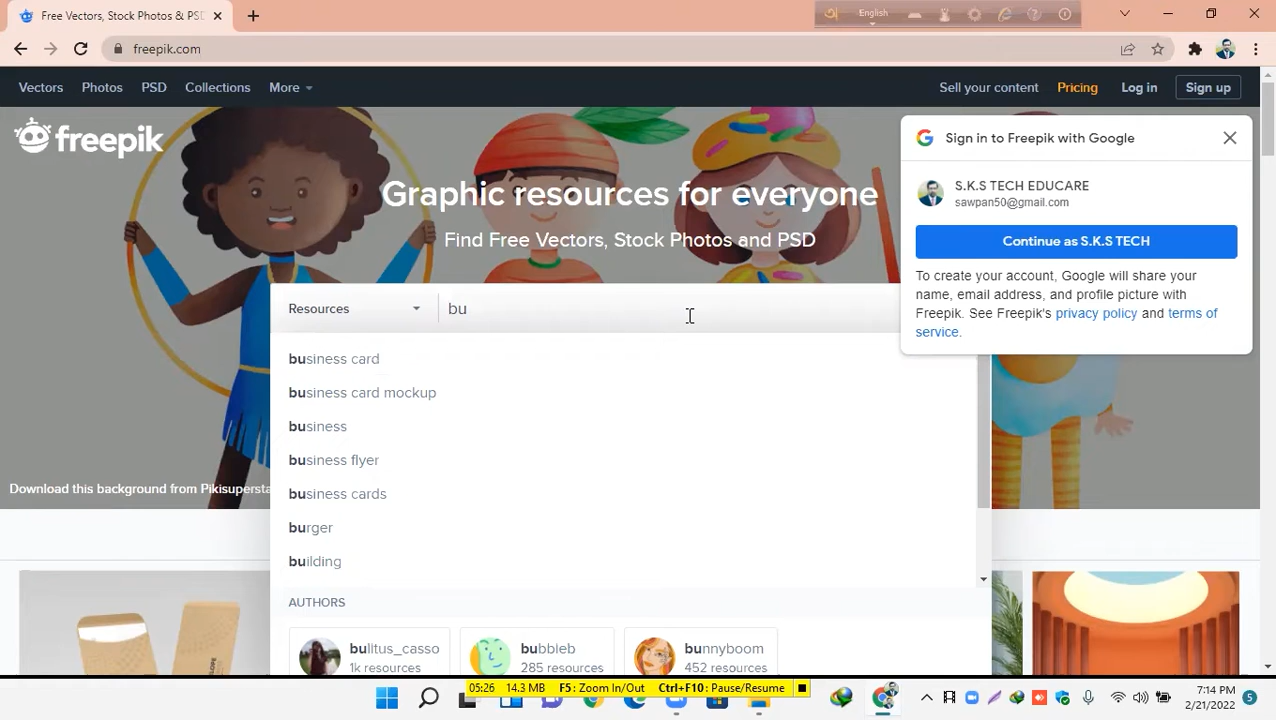 Free Vectors, Stock Photos & PSD
English
freepik.com
Vectors Photos PSD Collections More Sell your content Pricing Log in Sign up
freepik
Sign in to Freepik with Google
S.K.S TECH EDUCARE
sawpan50@gmail.com
Continue as S.K.S TECH
To create your account, Google will share your
name, email address, and profile picture with
Freepik. See Freepik's privacy policy and terms of
service.
Graphic resources for everyone
Find Free Vectors, Stock Photos and PSD
Resources bu
business card
business card mockup
business
business flyer
business cards
burger
building
Download this background from Pikisupersta
AUTHORS
bulitus_casso
1k resources
bubbleb
285 resources
bunnyboom
452 resources
05:26 14.3 MB F5: Zoom In/Out Ctrl+F10: Pause/Resume
7:14 PM
2/21/2022
5